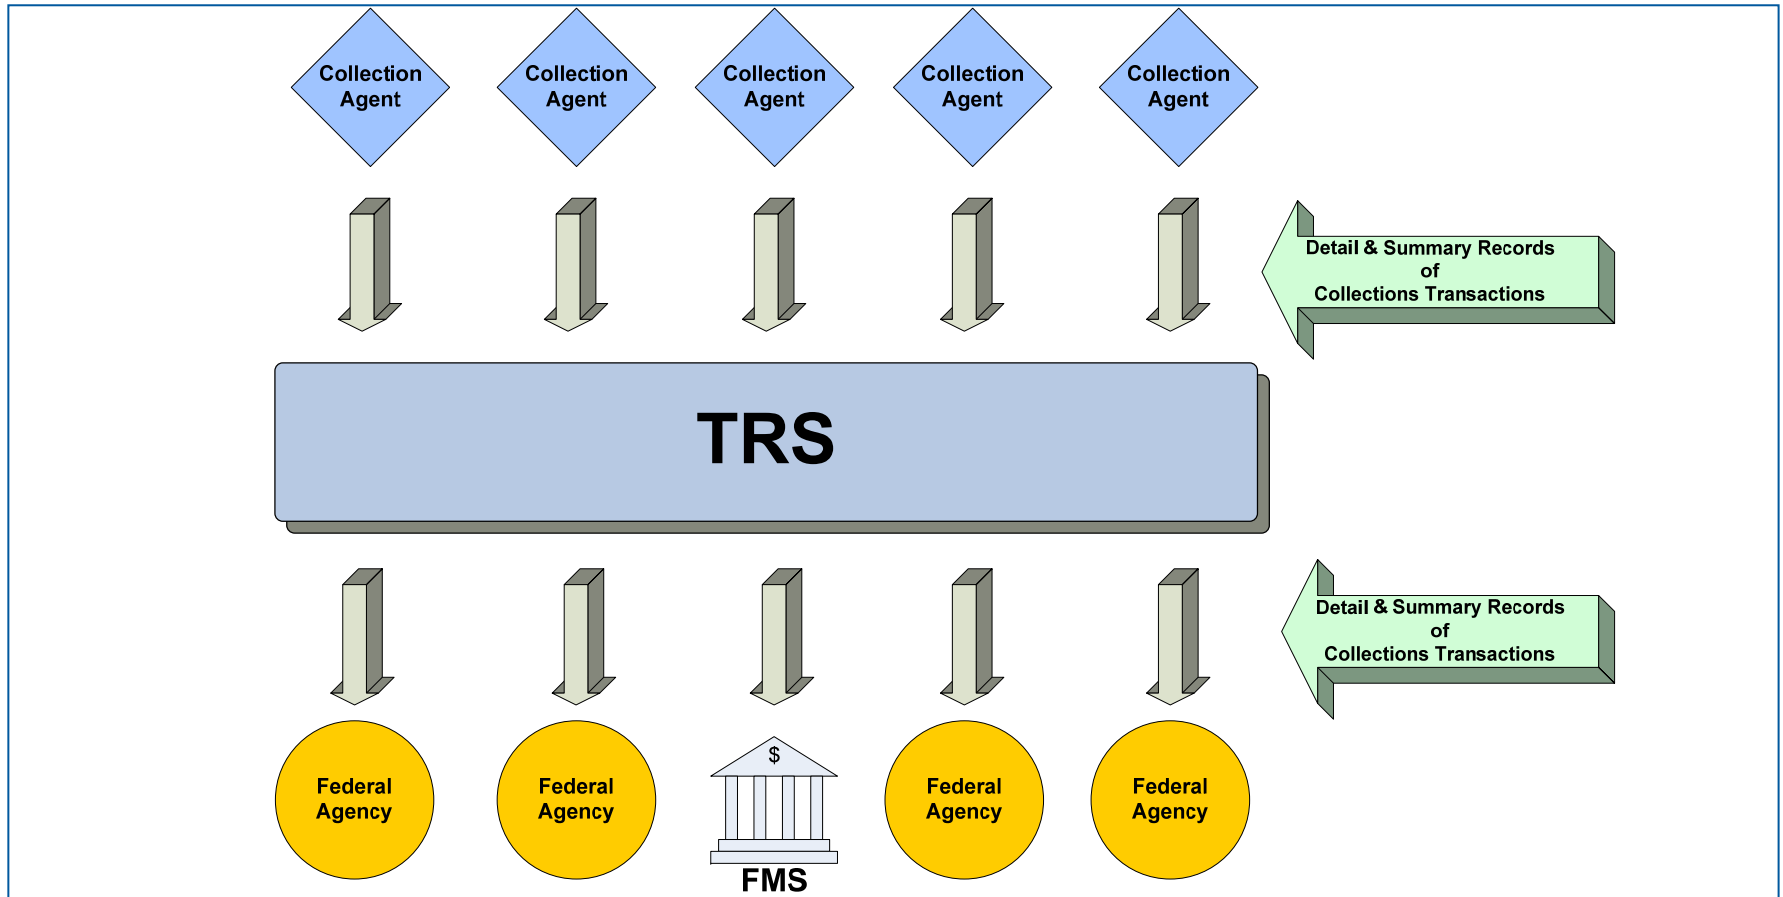 Collection
Agent
Collection
Agent
Collection
Agent
Collection
Agent
Collection
Agent
Detail & Summary Records
of
Collections Transactions
TRS
Detail & Summary Records
of
Collections Transactions
Federal
Agency
Federal
Agency
$
FMS
Federal
Agency
Federal
Agency